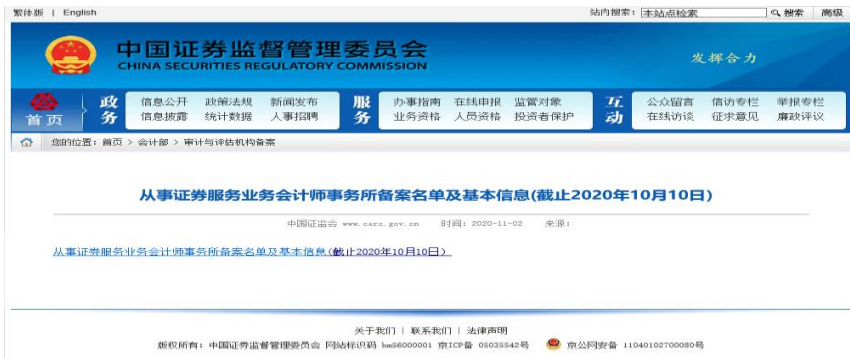 繁体版 | English 站内搜索: 本站点检索 搜索 高级
中国证券监督管理委员会
CHINA SECURITIES REGULATORY COMMISSION
发挥合力
首页
政务
信息公开 政策法规 新闻发布
信息披露 统计数据 人事招聘
服务
办事指南 在线申报 监管对象
业务资格 人员资格 投资者保护
互动
公众留言 信访专栏 举报专栏
在线访谈 征求意见 廉政评议
您的位置: 首页 > 会计部 > 审计与评估机构备案
从事证券服务业务会计师事务所备案名单及基本信息(截止2020年10月10日)
中国证监会 www.csrc.gov.cn 时间: 2020-11-02 来源:
从事证券服务业务会计师事务所备案名单及基本信息(截止2020年10月10日)
关于我们 | 联系我们 | 法律声明
版权所有: 中国证券监督管理委员会 网站标识码 bm56000001 京ICP备 05035542号 京公网安备 11040102700080号